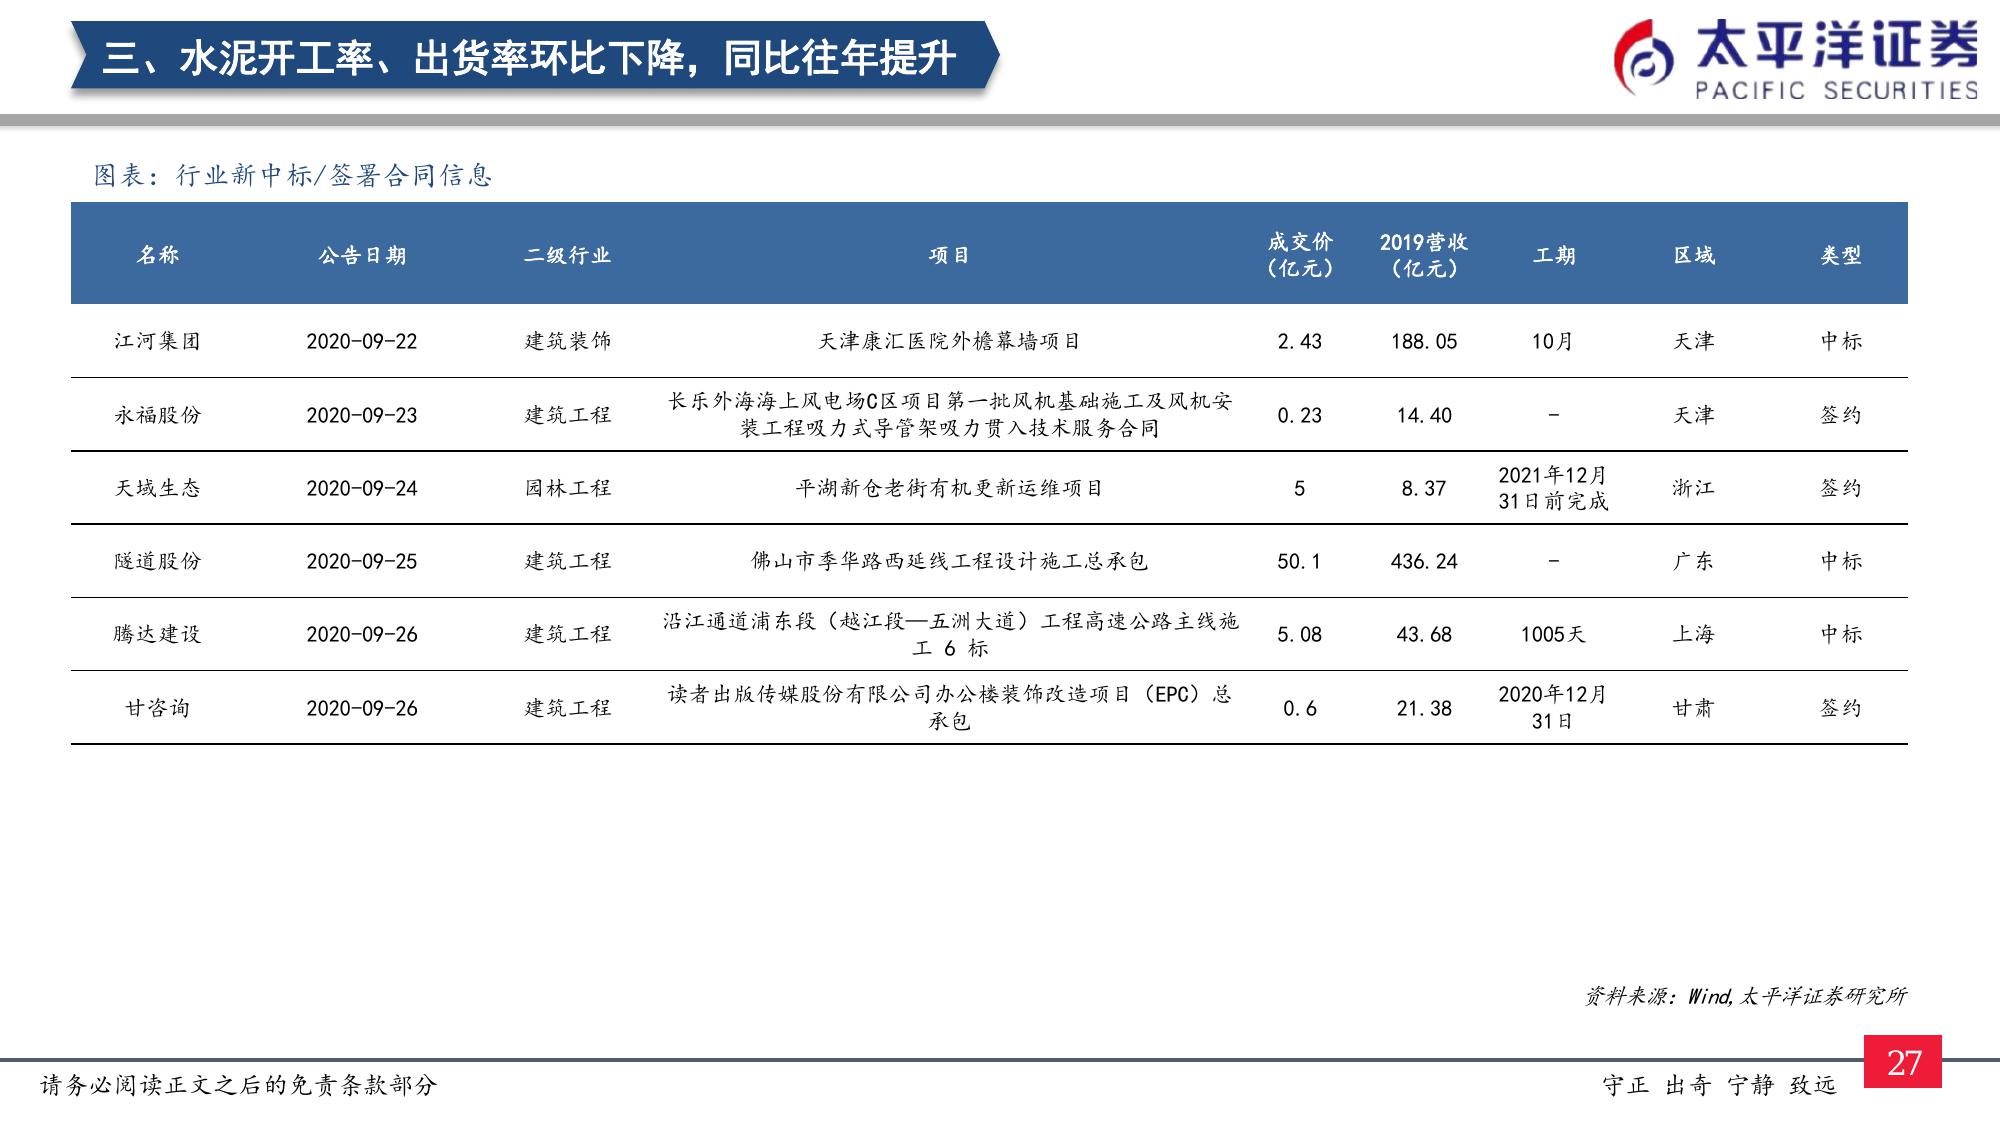 三、水泥开工率、出货率环比下降，同比往年提升
太平洋证券
PACIFIC SECURITIES
图表：行业新中标/签署合同信息
名称 公告日期 二级行业 项目 成交价（亿元） 2019营收（亿元） 工期 区域 类型
江河集团 2020-09-22 建筑装饰 天津康汇医院外檐幕墙项目 2.43 188.05 10月 天津 中标
永福股份 2020-09-23 建筑工程 长乐外海海上风电场C区项目第一批风机基础施工及风机安装工程吸力式导管架吸力贯入技术服务合同 0.23 14.40 - 天津 签约
天域生态 2020-09-24 园林工程 平湖新仓老街有机更新运维项目 5 8.37 2021年12月31日前完成 浙江 签约
隧道股份 2020-09-25 建筑工程 佛山市季华路西延线工程设计施工总承包 50.1 436.24 - 广东 中标
腾达建设 2020-09-26 建筑工程 沿江通道浦东段（越江段—五洲大道）工程高速公路主线施工 6 标 5.08 43.68 1005天 上海 中标
甘咨询 2020-09-26 建筑工程 读者出版传媒股份有限公司办公楼装饰改造项目（EPC）总承包 0.6 21.38 2020年12月31日 甘肃 签约
资料来源：Wind,太平洋证券研究所
请务必阅读正文之后的免责条款部分
守正 出奇 宁静 致远
27